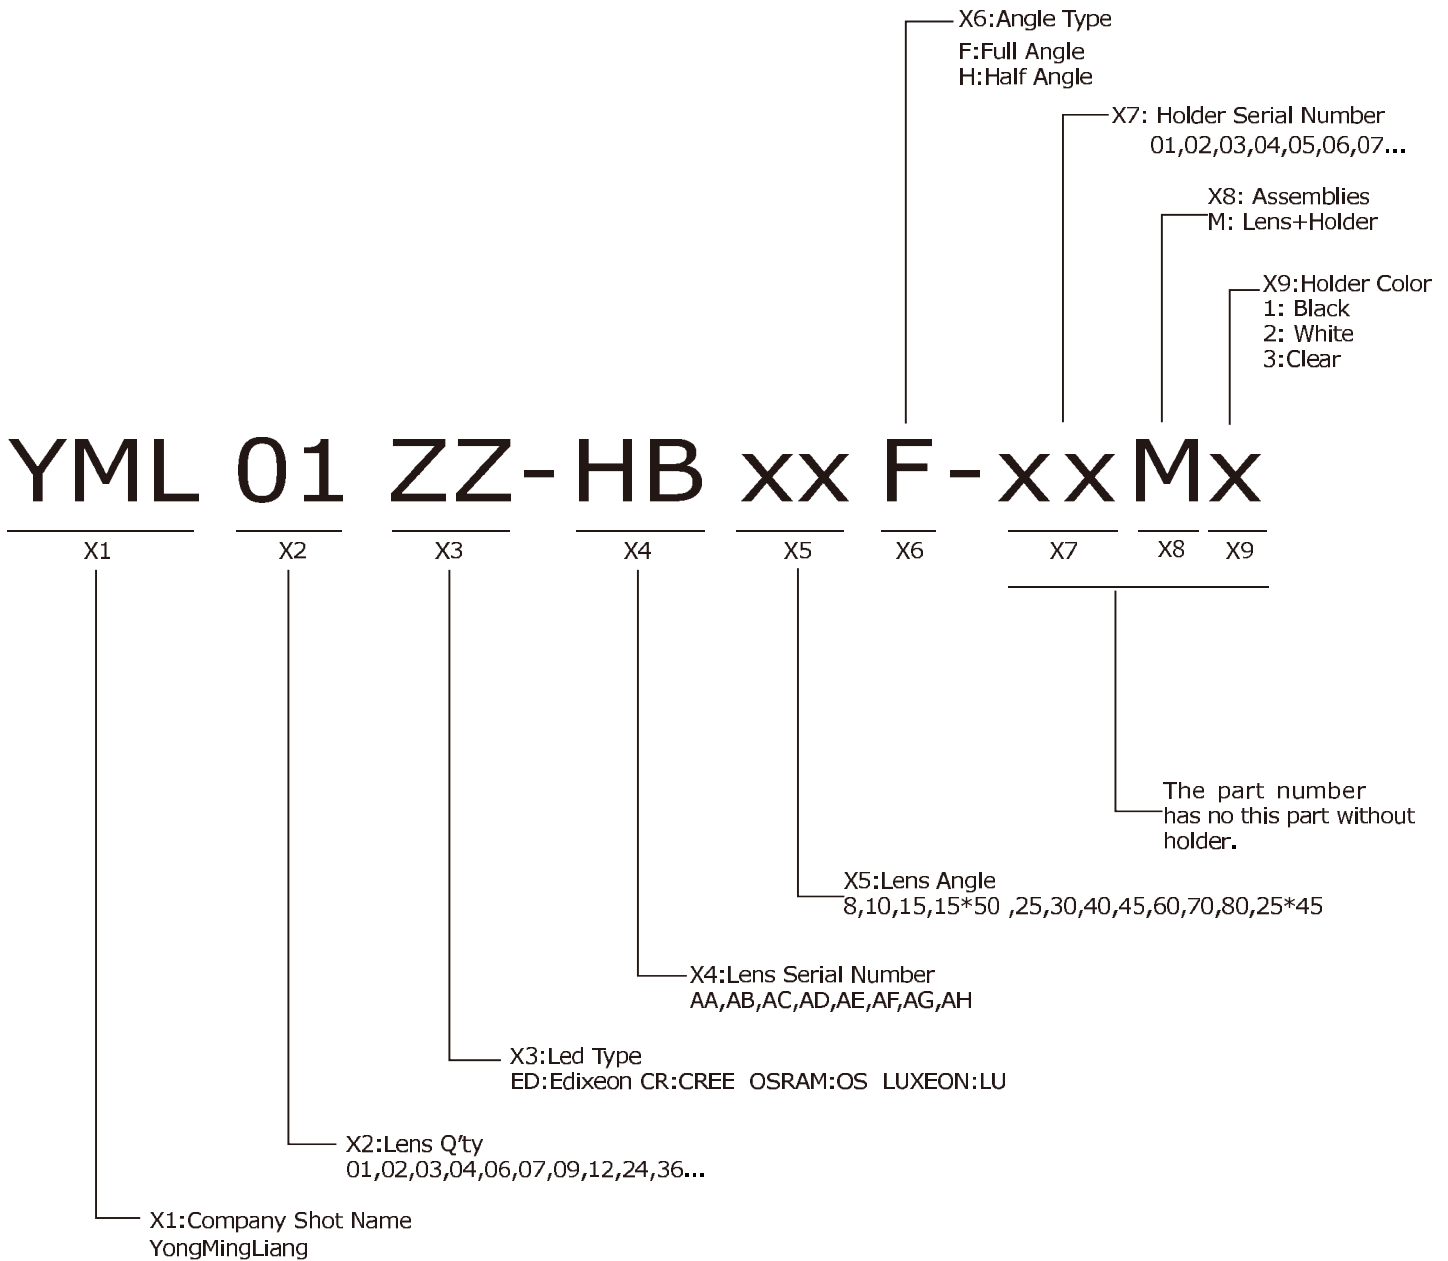 X6:Angle Type
F:Full Angle
H:Half Angle
X7: Holder Serial Number
01,02,03,04,05,06,07...
X8: Assemblies
M: Lens+Holder
X9:Holder Color
1: Black
2: White
3:Clear
YML 01 ZZ-HB xx F-xxMx
X1 X2 X3 X4 X5 X6 X7 X8 X9
The part number
has no this part without
holder.
X5:Lens Angle
8,10,15,15*50 ,25,30,40,45,60,70,80,25*45
X4:Lens Serial Number
AA,AB,AC,AD,AE,AF,AG,AH
X3:Led Type
ED:Edixeon CR:CREE OSRAM:OS LUXEON:LU
X2:Lens Q'ty
01,02,03,04,06,07,09,12,24,36...
X1:Company Shot Name
YongMingLiang